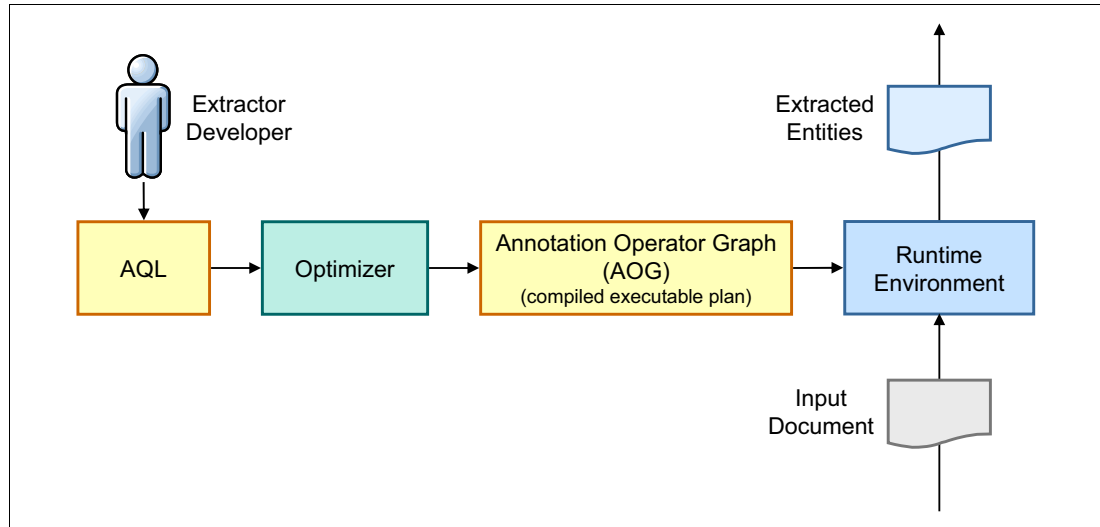 Extractor
Developer
Extracted
Entities
AQL
Optimizer
Annotation Operator Graph
(AOG)
(compiled executable plan)
Runtime
Environment
Input
Document